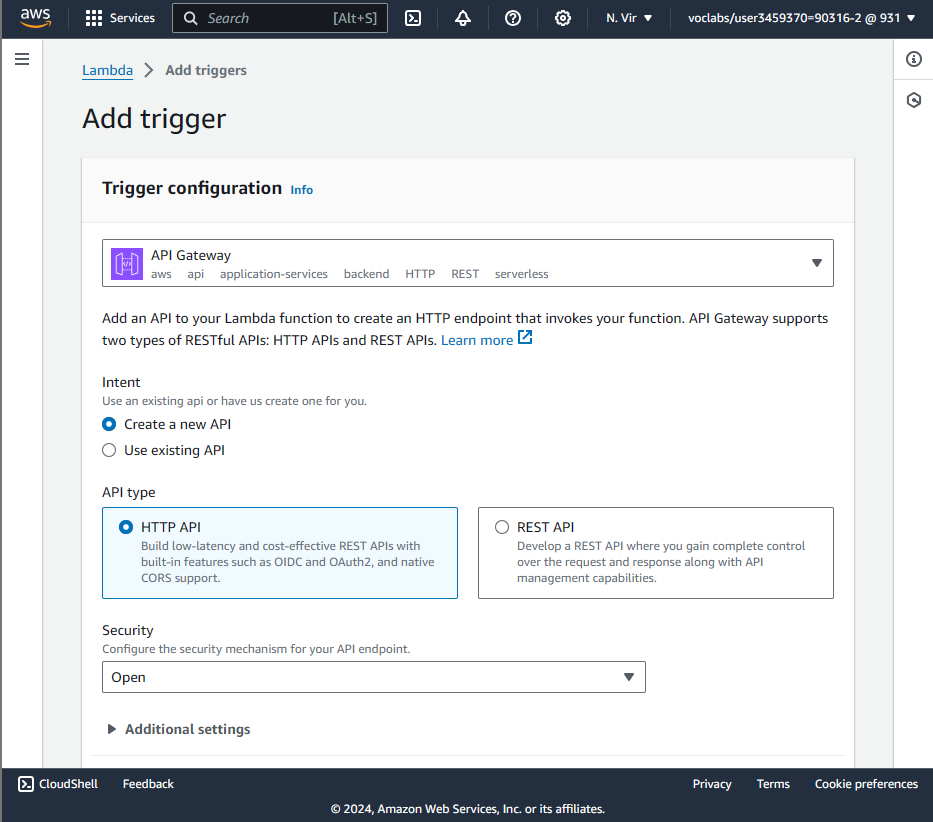 aws Services Search [Alt+S] N. Vir voclabs/user3459370=90316-2 @ 931
Lambda Add triggers
Add trigger
Trigger configuration Info
API Gateway
aws api application-services backend HTTP REST serverless
Add an API to your Lambda function to create an HTTP endpoint that invokes your function. API Gateway supports
two types of RESTful APIs: HTTP APIs and REST APIs. Learn more
Intent
Use an existing api or have us create one for you.
Create a new API
Use existing API
API type
HTTP API
Build low-latency and cost-effective REST APIs with
built-in features such as OIDC and OAuth2, and native
CORS support.
REST API
Develop a REST API where you gain complete control
over the request and response along with API
management capabilities.
Security
Configure the security mechanism for your API endpoint.
Open
Additional settings
CloudShell Feedback Privacy Terms Cookie preferences
© 2024, Amazon Web Services, Inc. or its affiliates.